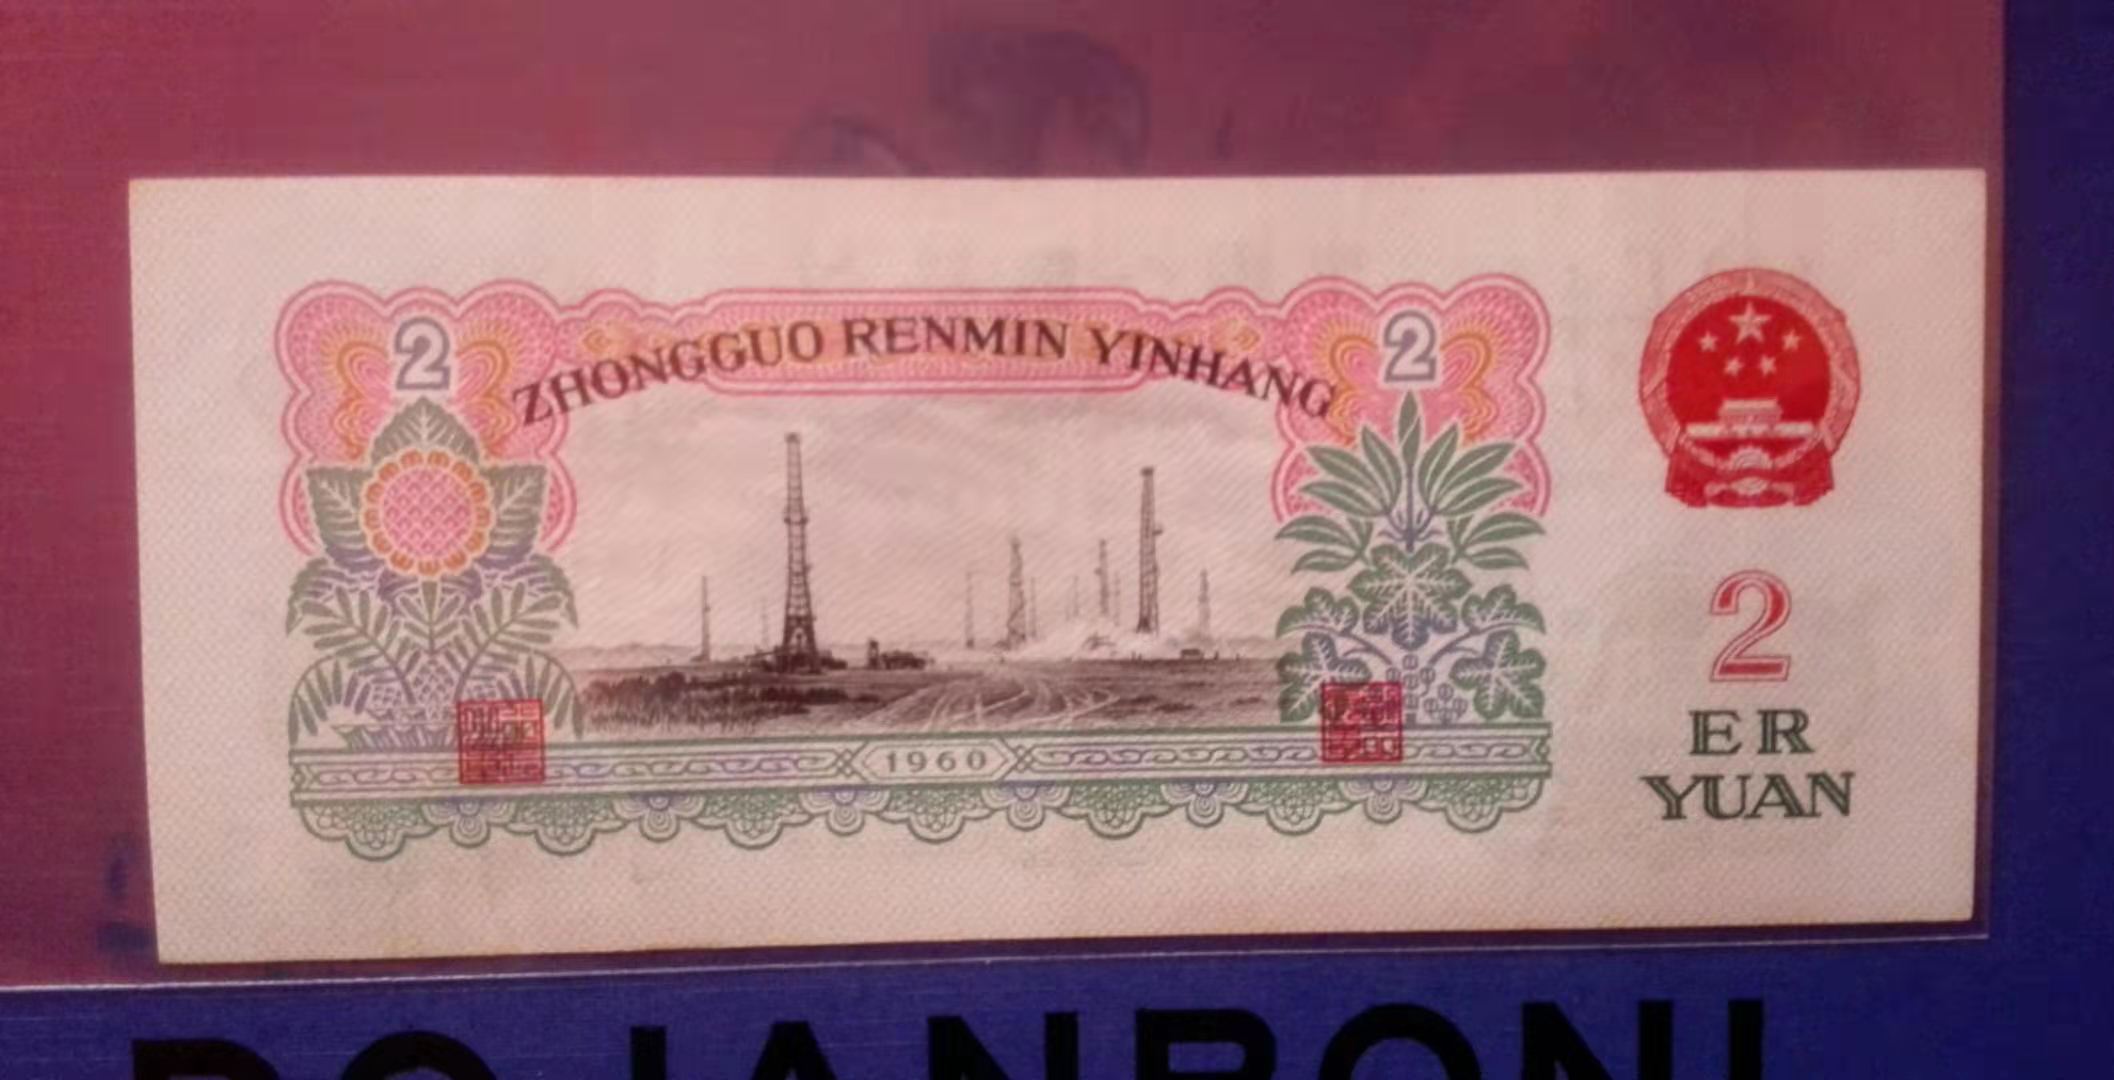 2
2
ZHONGGUO RENMIN YINHANG
2
ER
YUAN
1960